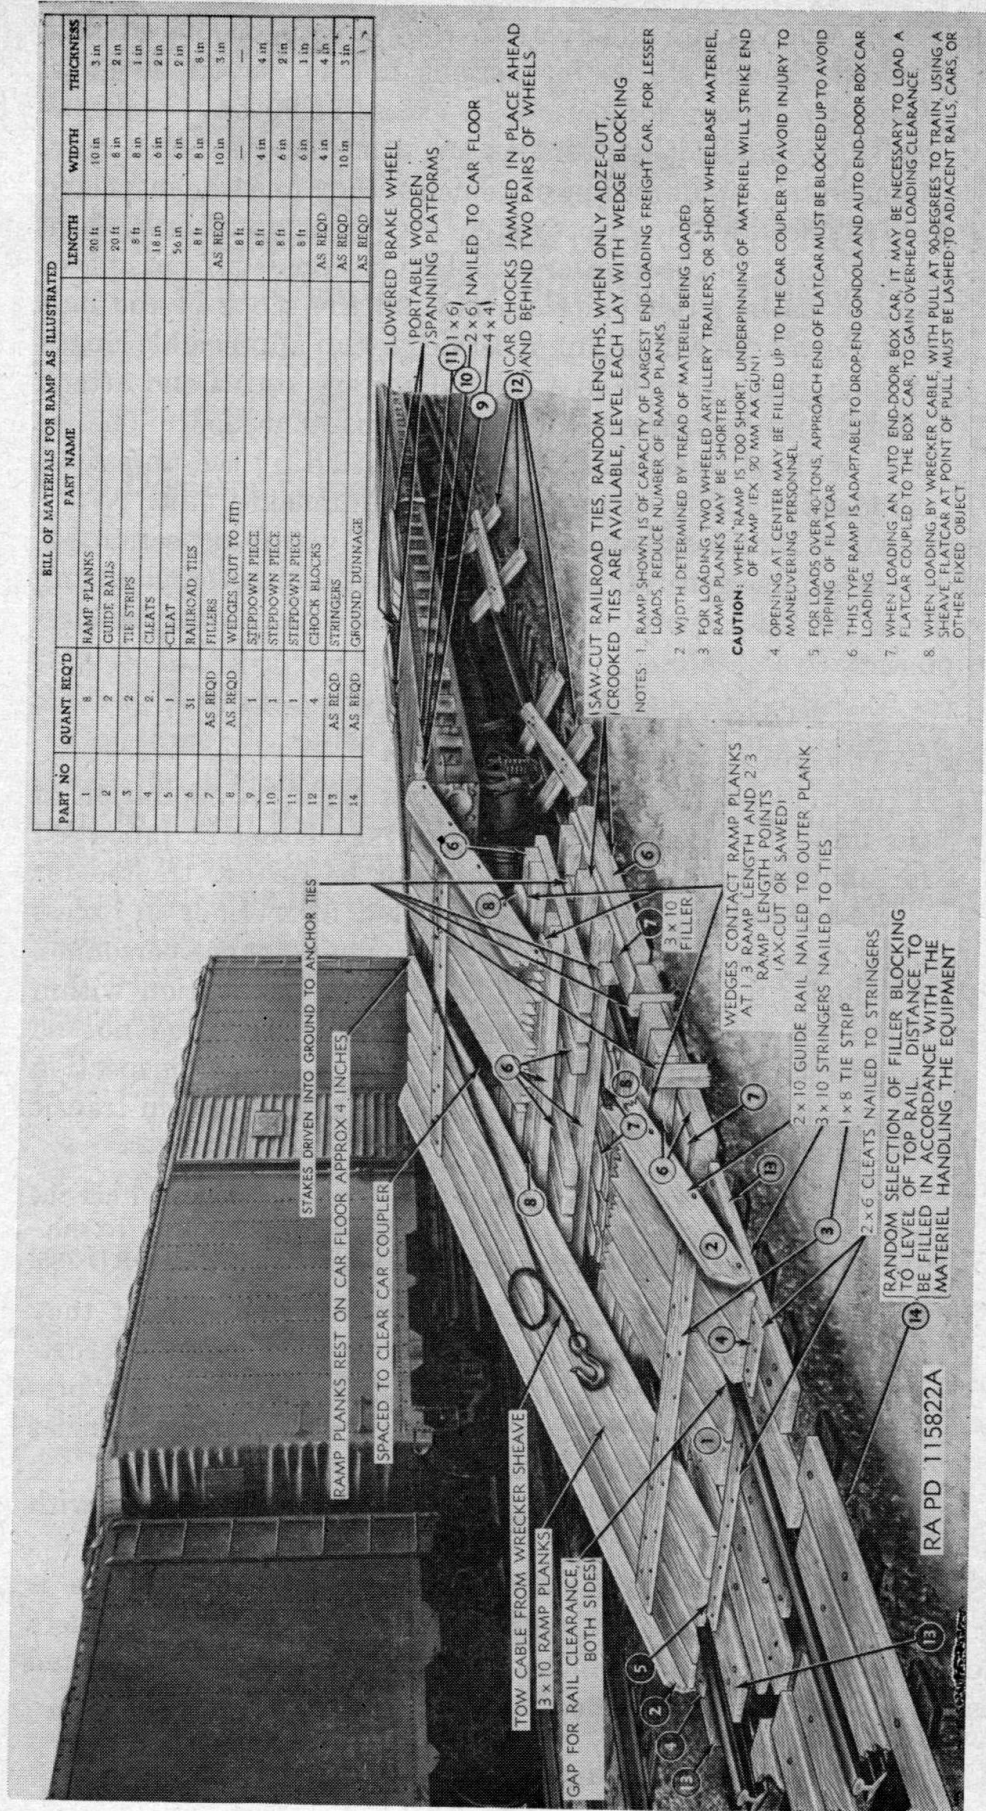 BILL OF MATERIALS FOR RAMP AS ILLUSTRATED
PART NO QUANT REQ'D PART NAME LENGTH WIDTH THICKNESS
1 8 RAMP PLANKS 20 ft 10 in 3 in
2 2 GUIDE RAILS 20 ft 8 in 2 in
3 2 TIE STRIPS 8 ft 8 in 1 in
4 2 CLEATS 18 in 6 in 2 in
5 1 CLEAT 56 in 6 in 2 in
6 31 RAILROAD TIES 8 ft 8 in 8 in
7 AS REQD FILLERS AS REQD 10 in 3 in
8 AS REQD WEDGES (CUT TO FIT) 8 ft — —
9 1 STEPDOWN PIECE 8 ft 4 in 4 in
10 1 STEPDOWN PIECE 8 ft 6 in 2 in
11 1 STEPDOWN PIECE 8 ft 6 in 1 in
12 4 CHOCK BLOCKS AS REQD 4 in 4 in
13 AS REQD STRINGERS AS REQD 10 in 3 in
14 AS REQD GROUND DUNNAGE AS REQD
STAKES DRIVEN INTO GROUND TO ANCHOR TIES
RAMP PLANKS REST ON CAR FLOOR APPROX 4 INCHES
SPACED TO CLEAR CAR COUPLER
TOW CABLE FROM WRECKER SHEAVE
3 x 10 RAMP PLANKS
GAP FOR RAIL CLEARANCE,
BOTH SIDES
LOWERED BRAKE WHEEL
PORTABLE WOODEN
SPANNING PLATFORMS
11 1 x 6
10 2 x 6 NAILED TO CAR FLOOR
9 4 x 4
12 CAR CHOCKS JAMMED IN PLACE AHEAD
AND BEHIND TWO PAIRS OF WHEELS
SAW-CUT RAILROAD TIES, RANDOM LENGTHS. WHEN ONLY ADZE-CUT,
CROOKED TIES ARE AVAILABLE, LEVEL EACH LAY WITH WEDGE BLOCKING
NOTES 1. RAMP SHOWN IS OF CAPACITY OF LARGEST END-LOADING FREIGHT CAR. FOR LESSER
LOADS, REDUCE NUMBER OF RAMP PLANKS
2 WIDTH DETERMINED BY TREAD OF MATERIEL BEING LOADED
3 FOR LOADING TWO WHEELED ARTILLERY TRAILERS, OR SHORT WHEELBASE MATERIEL,
RAMP PLANKS MAY BE SHORTER
CAUTION: WHEN RAMP IS TOO SHORT, UNDERPINNING OF MATERIEL WILL STRIKE END
OF RAMP (EX 90 MM AA GUN).
4 OPENING AT CENTER MAY BE FILLED UP TO THE CAR COUPLER TO AVOID INJURY TO
MANEUVERING PERSONNEL
5 FOR LOADS OVER 40 TONS, APPROACH END OF FLATCAR MUST BE BLOCKED UP TO AVOID
TIPPING OF FLATCAR
6 THIS TYPE RAMP IS ADAPTABLE TO DROP-END GONDOLA AND AUTO END-DOOR BOX CAR
LOADING
7. WHEN LOADING AN AUTO END-DOOR BOX CAR, IT MAY BE NECESSARY TO LOAD A
FLATCAR COUPLED TO THE BOX CAR, TO GAIN OVERHEAD LOADING CLEARANCE
8. WHEN LOADING BY WRECKER CABLE, WITH PULL AT 90-DEGREES TO TRAIN, USING A
SHEAVE, FLATCAR AT POINT OF PULL MUST BE LASHED TO ADJACENT RAILS, CARS, OR
OTHER FIXED OBJECT
6
8
6
7
3 x 10
FILLER
6
8
8
7
6
7
13
2
3
4
1
5
2
4
13
13
WEDGES CONTACT RAMP PLANKS
AT 1 3 RAMP LENGTH AND 2 3
RAMP LENGTH POINTS
(AX-CUT OR SAWED)
2 x 10 GUIDE RAIL NAILED TO OUTER PLANK
3 x 10 STRINGERS NAILED TO TIES
1 x 8 TIE STRIP
2 x 6 CLEATS NAILED TO STRINGERS
14 RANDOM SELECTION OF FILLER BLOCKING
TO LEVEL OF TOP RAIL DISTANCE TO
BE FILLED IN ACCORDANCE WITH THE
MATERIEL HANDLING THE EQUIPMENT
RA PD 115822A